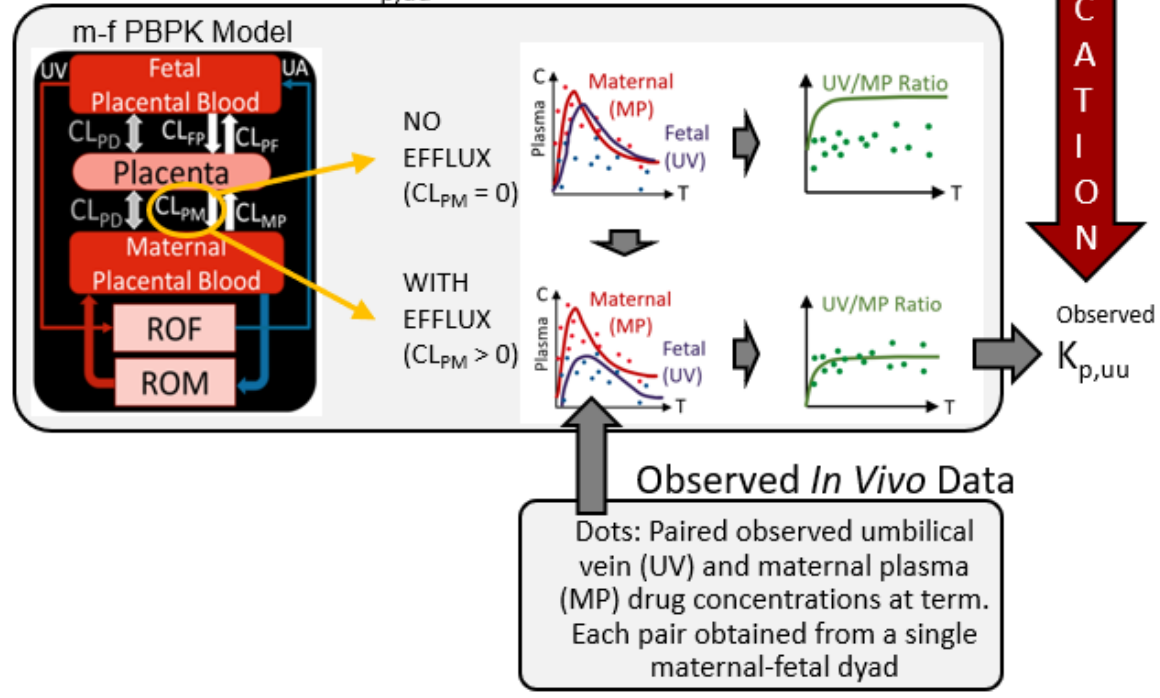 p,uu
C
A
T
I
O
N
m-f PBPK Model
UV
Fetal
Placental Blood
UA
CLPD
CLFP
CLPF
Placenta
CLPD
CLPM
CLMP
Maternal
Placental Blood
ROF
ROM
NO
EFFLUX
(CLPM = 0)
C
Plasma
Maternal
(MP)
Fetal
(UV)
T
UV/MP Ratio
T
WITH
EFFLUX
(CLPM > 0)
C
Plasma
Maternal
(MP)
Fetal
(UV)
T
UV/MP Ratio
T
Observed
Kp,uu
Observed In Vivo Data
Dots: Paired observed umbilical
vein (UV) and maternal plasma
(MP) drug concentrations at term.
Each pair obtained from a single
maternal-fetal dyad